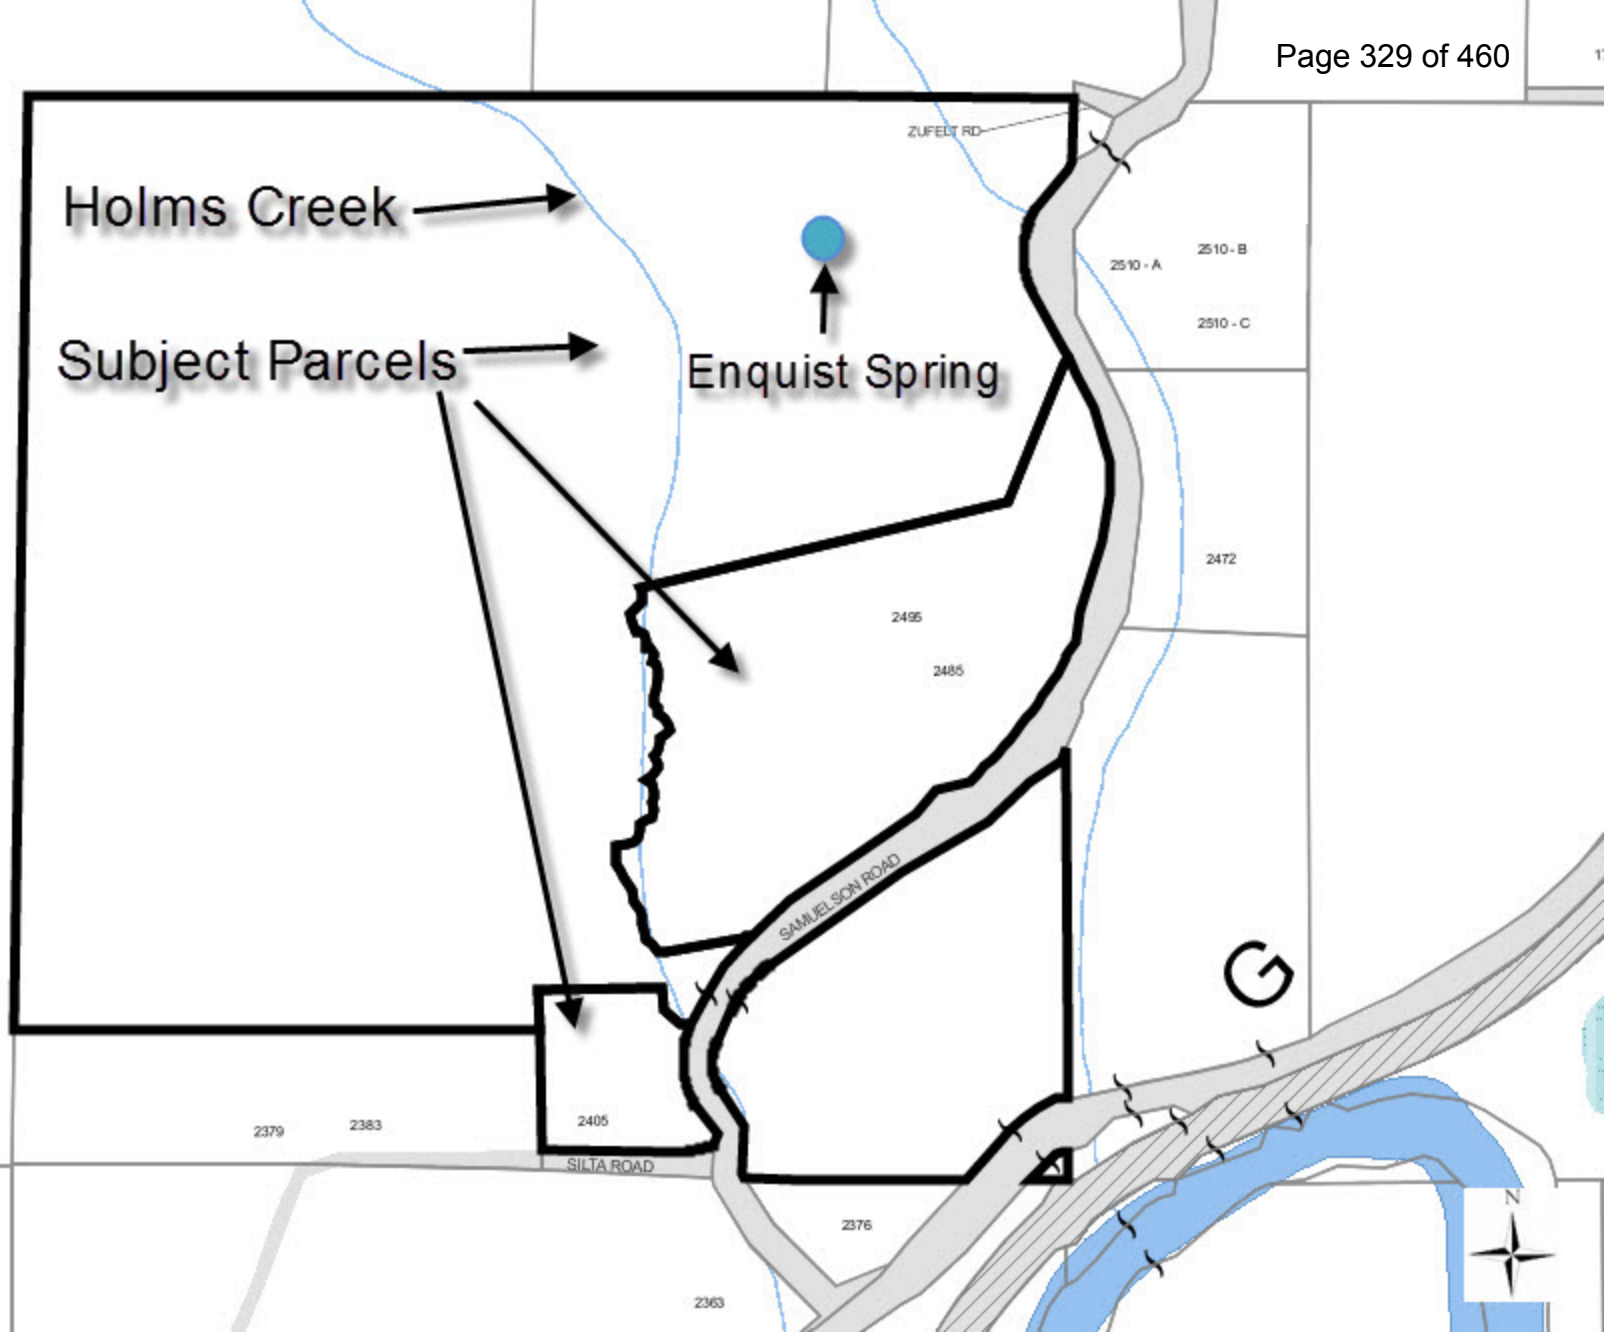 Page 329 of 460
ZUFELT RD
Holms Creek
2510 - A
2510 - B
2510 - C
Subject Parcels
Enquist Spring
2472
2495
2485
SAMUELSON ROAD
G
2379
2383
2405
SILTA ROAD
2376
N
2363